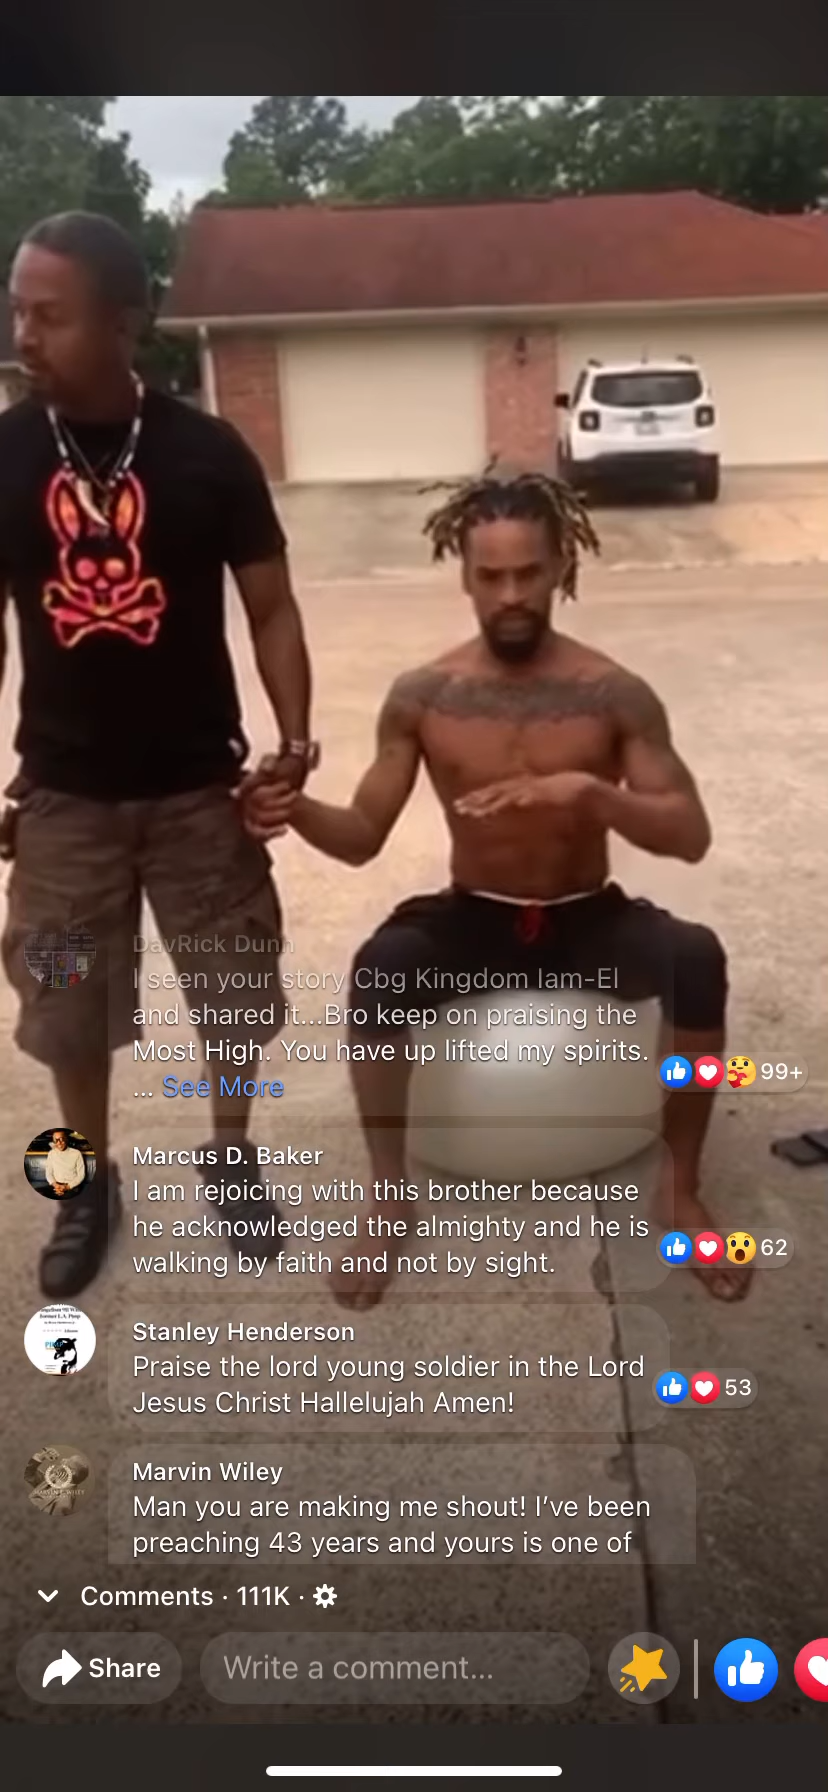 DavRick Dunn
I seen your story Cbg Kingdom Iam-El
and shared it...Bro keep on praising the
Most High. You have up lifted my spirits.
... See More
99+
Marcus D. Baker
I am rejoicing with this brother because
he acknowledged the almighty and he is
walking by faith and not by sight.
62
Stanley Henderson
Praise the lord young soldier in the Lord
Jesus Christ Hallelujah Amen!
53
Marvin Wiley
Man you are making me shout! I’ve been
preaching 43 years and yours is one of
Comments · 111K ·
Share
Write a comment...